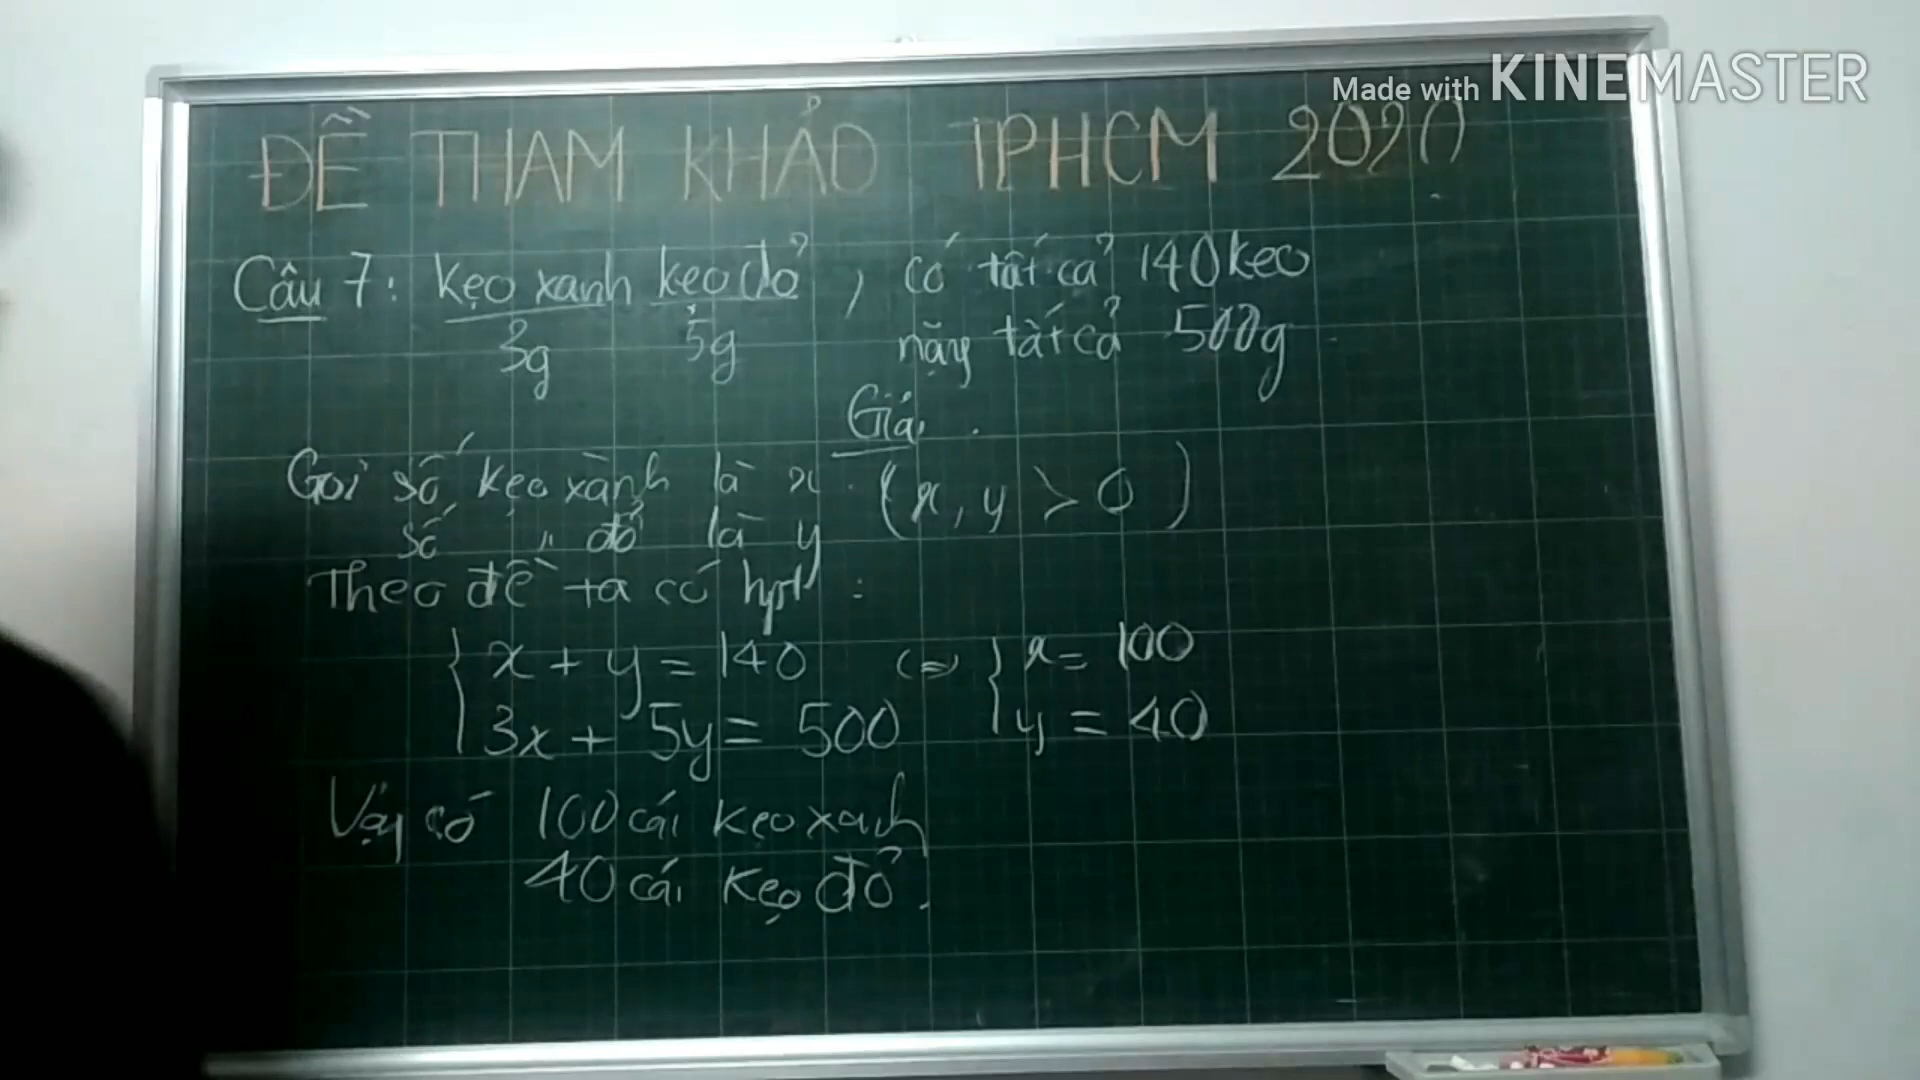 Made with KINEMASTER
ĐỀ THAM KHẢO TPHCM 2020
Câu 7: Kẹo xanh kẹo đỏ, có tất cả 140 kẹo
3g 5g nặng tất cả 500g
Giải
Gọi số kẹo xanh là x (x, y > 0)
số " đỏ là y
Theo đề ta có hpt:
{ x + y = 140 <=> { x = 100
3x + 5y = 500 y = 40
Vậy có 100 cái kẹo xanh
40 cái kẹo đỏ.